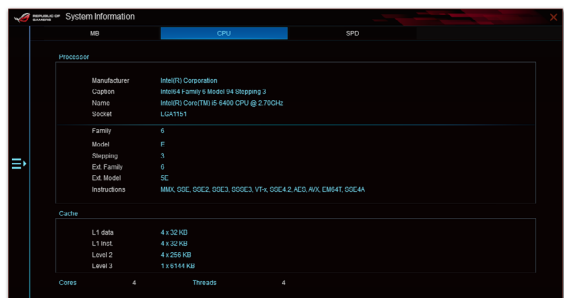 REPUBLIC OF GAMERS System Information
MB CPU SPD
Processor
Manufacturer Intel(R) Corporation
Caption Intel64 Family 6 Model 94 Stepping 3
Name Intel(R) Core(TM) i5-6400 CPU @ 2.70GHz
Socket LGA1151
Family 6
Model E
Stepping 3
Ext. Family 6
Ext. Model 5E
Instructions MMX, SSE, SSE2, SSE3, SSSE3, VT-x, SSE4.2, AES, AVX, EM64T, SSE4A
Cache
L1 data 4 x 32 KB
L1 Inst. 4 x 32 KB
Level 2 4 x 256 KB
Level 3 1 x 6144 KB
Cores 4 Threads 4